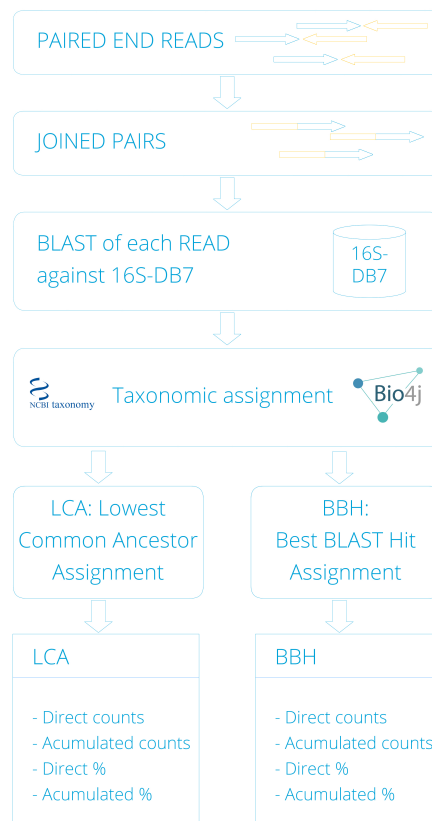 PAIRED END READS
JOINED PAIRS
BLAST of each READ
against 16S-DB7
16S-
DB7
NCBI taxonomy
Taxonomic assignment
Bio4j
LCA: Lowest
Common Ancestor
Assignment
BBH:
Best BLAST Hit
Assignment
LCA
- Direct counts
- Acumulated counts
- Direct %
- Acumulated %
BBH
- Direct counts
- Acumulated counts
- Direct %
- Acumulated %